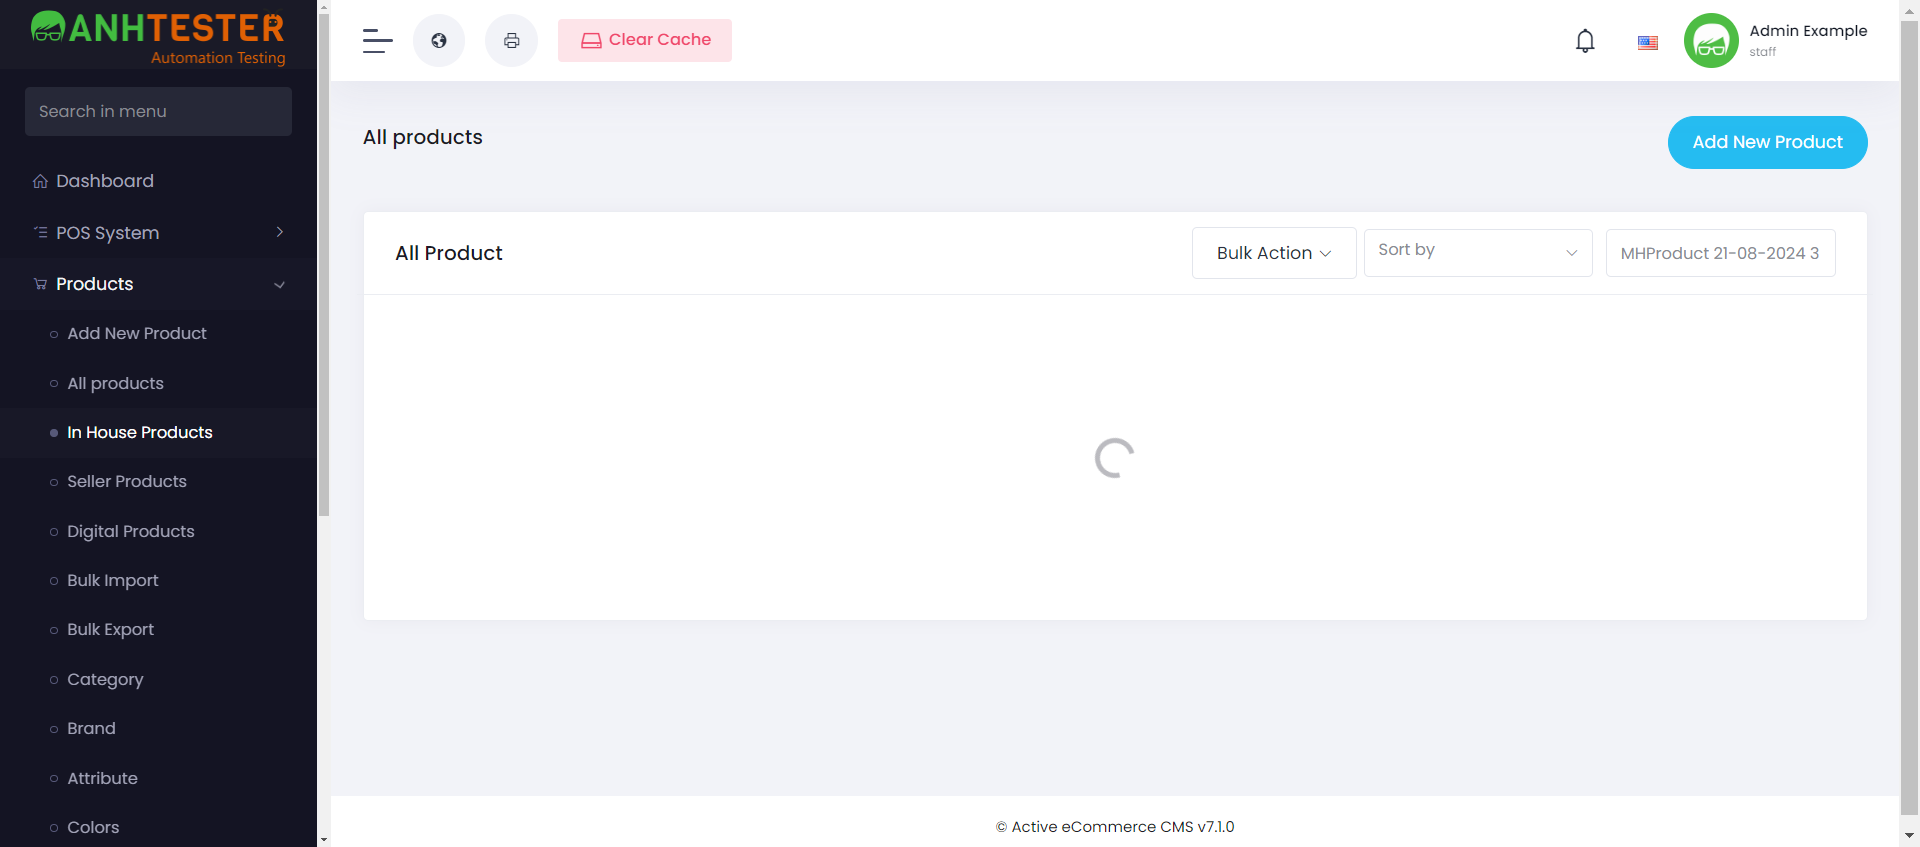 ANHTESTER
Automation Testing
Search in menu
Dashboard
POS System
Products
Add New Product
All products
In House Products
Seller Products
Digital Products
Bulk Import
Bulk Export
Category
Brand
Attribute
Colors
Clear Cache
Admin Example
staff
All products
Add New Product
All Product
Bulk Action
Sort by
MHProduct 21-08-2024 3
© Active eCommerce CMS v7.1.0